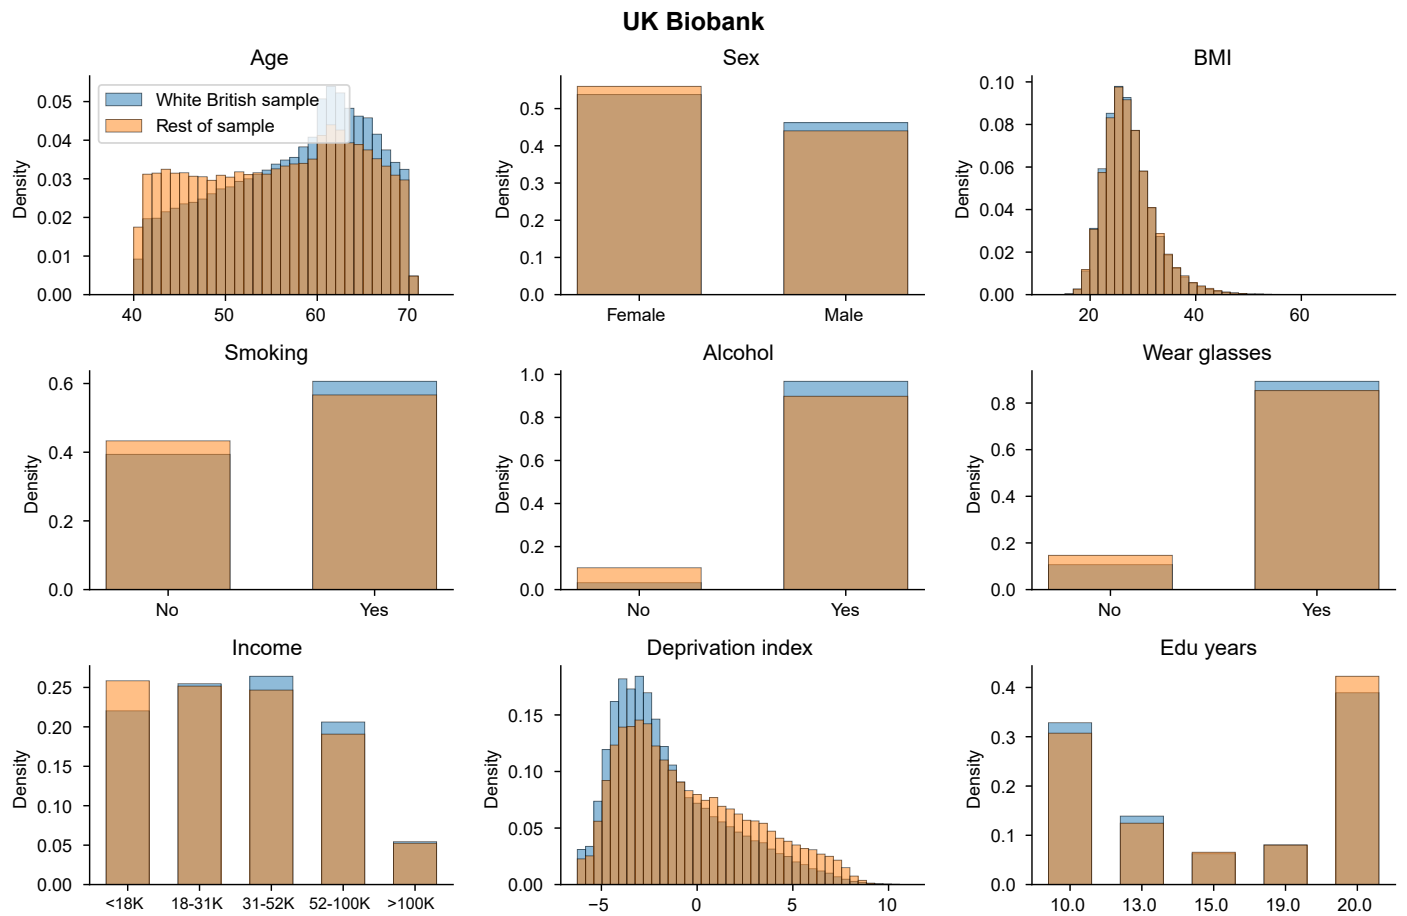 UK Biobank
Age
Density
0.05
0.04
0.03
0.02
0.01
0.00
40 50 60 70
White British sample
Rest of sample
Sex
Density
0.5
0.4
0.3
0.2
0.1
0.0
Female Male
BMI
Density
0.10
0.08
0.06
0.04
0.02
0.00
20 40 60
Smoking
Density
0.6
0.4
0.2
0.0
No Yes
Alcohol
Density
1.0
0.8
0.6
0.4
0.2
0.0
No Yes
Wear glasses
Density
0.8
0.6
0.4
0.2
0.0
No Yes
Income
Density
0.25
0.20
0.15
0.10
0.05
0.00
<18K 18-31K 31-52K 52-100K >100K
Deprivation index
Density
0.15
0.10
0.05
0.00
−5 0 5 10
Edu years
Density
0.4
0.3
0.2
0.1
0.0
10.0 13.0 15.0 19.0 20.0